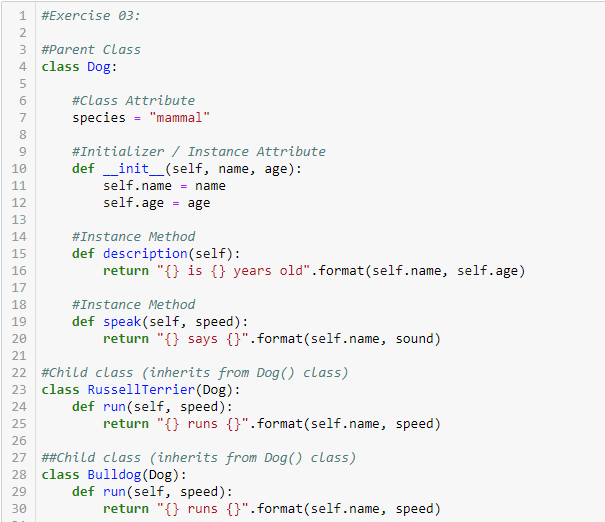 1 #Exercise 03:
2
3 #Parent Class
4 class Dog:
5
6     #Class Attribute
7     species = "mammal"
8
9     #Initializer / Instance Attribute
10     def __init__(self, name, age):
11         self.name = name
12         self.age = age
13
14     #Instance Method
15     def description(self):
16         return "{} is {} years old".format(self.name, self.age)
17
18     #Instance Method
19     def speak(self, speed):
20         return "{} says {}".format(self.name, sound)
21
22 #Child class (inherits from Dog() class)
23 class RussellTerrier(Dog):
24     def run(self, speed):
25         return "{} runs {}".format(self.name, speed)
26
27 ##Child class (inherits from Dog() class)
28 class Bulldog(Dog):
29     def run(self, speed):
30         return "{} runs {}".format(self.name, speed)